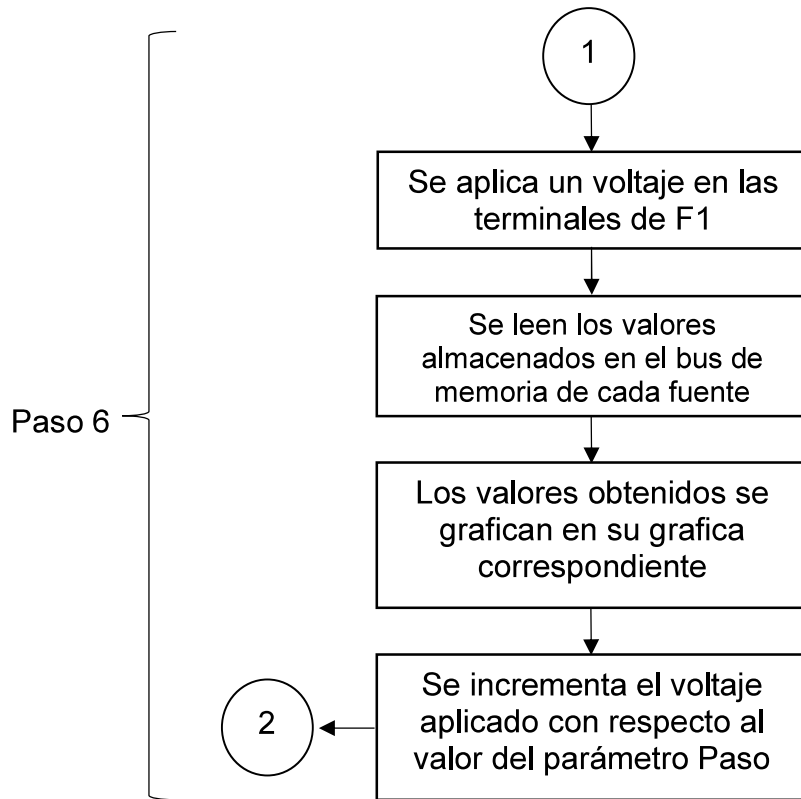 1
Se aplica un voltaje en las
terminales de F1
Se leen los valores
almacenados en el bus de
memoria de cada fuente
Paso 6
Los valores obtenidos se
grafican en su grafica
correspondiente
Se incrementa el voltaje
aplicado con respecto al
valor del parámetro Paso
2